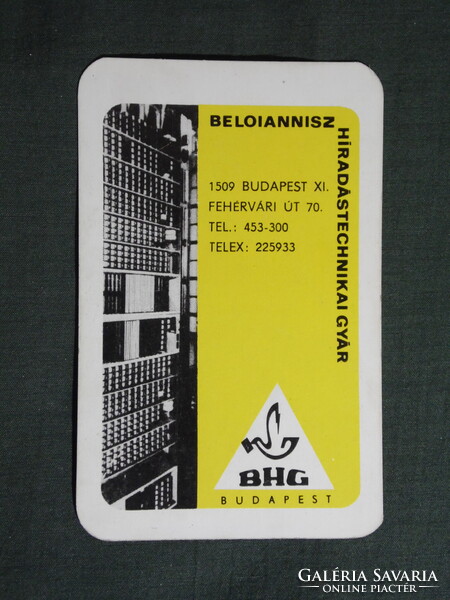 BELOIANNISZ
HÍRADÁSTECHNIKAI GYÁR
1509 BUDAPEST XI.
FEHÉRVÁRI ÚT 70.
TEL.: 453-300
TELEX: 225933
BHG
BUDAPEST
GALÉRIA SAVARIA
ONLINE PIACTÉR